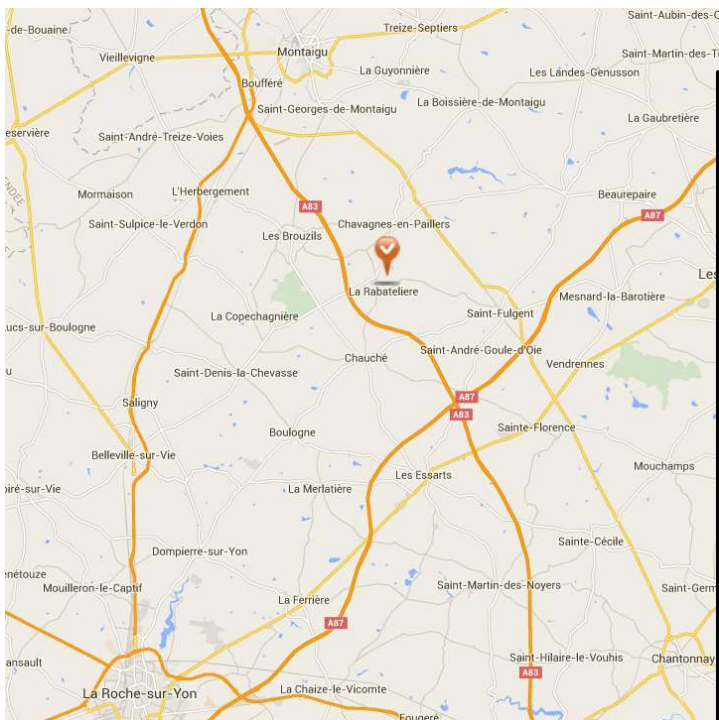 Saint-Aubin-des-O
-de-Bouaine
Treize-Septiers
Montaigu
Saint-Martin-des-T
Vieillevigne
La Guyonnière
Les Landes-Genusson
Boufféré
La Boissière-de-Montaigu
Saint-Georges-de-Montaigu
La Gaubretière
eservière
Saint-André-Treize-Voies
Mormaison
L'Herbergement
Beaurepaire
A83
A87
Saint-Sulpice-le-Verdon
Chavagnes-en-Paillers
Les Brouzils
Les
La Rabateliere
Mesnard-la-Barotière
La Copechagnière
Saint-Fulgent
ucs-sur-Boulogne
Saint-André-Goule-d'Oie
Chauché
Vendrennes
u
Saint-Denis-la-Chevasse
A87
Saligny
A83
Sainte-Florence
Boulogne
Belleville-sur-Vie
Mouchamps
Les Essarts
oiré-sur-Vie
La Merlatière
Sainte-Cécile
Dompierre-sur-Yon
enétouze
Mouilleron-le-Captif
Saint-Martin-des-Noyers
Saint-Germ
La Ferrière
A87
ansault
Saint-Hilaire-le-Vouhis
Chantonnay
A83
La Roche-sur-Yon
La Chaize-le-Vicomte
Fougeré